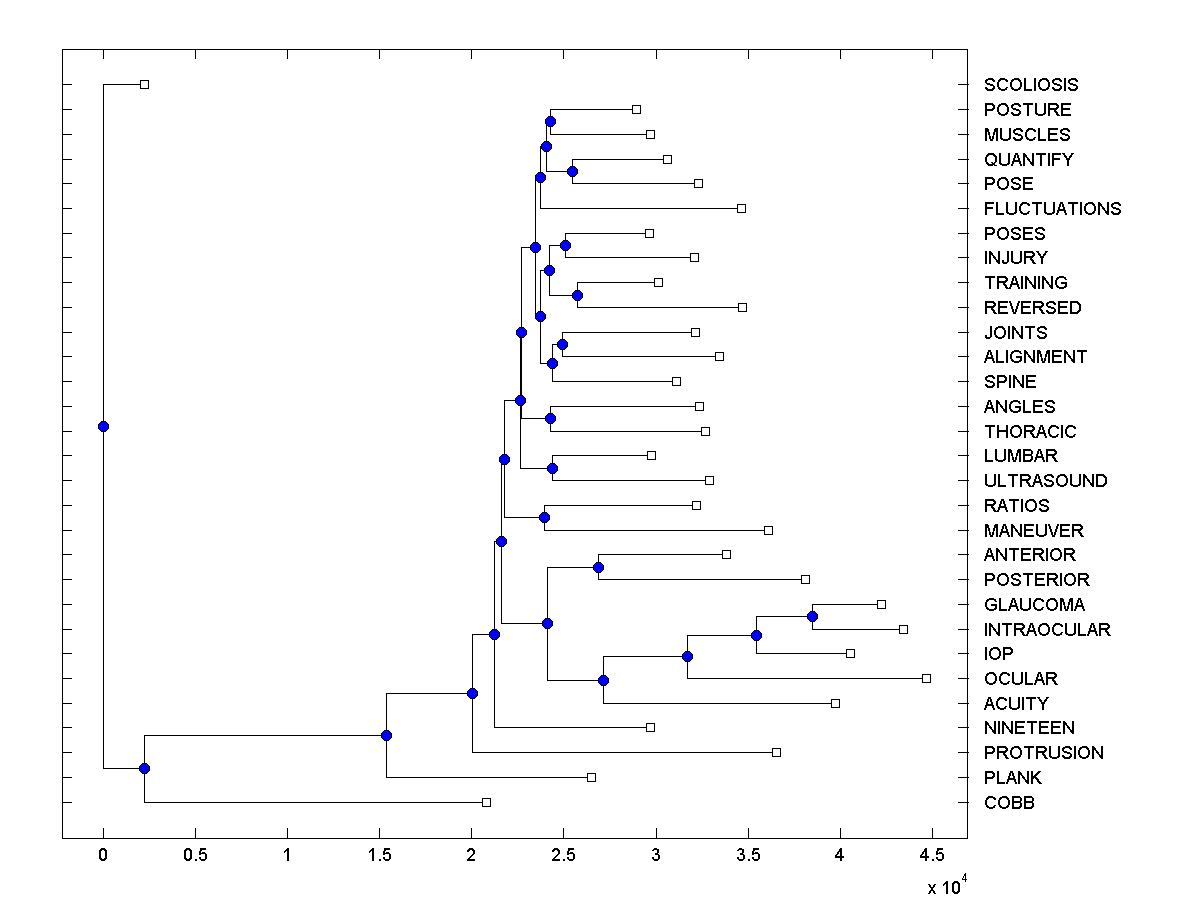 SCOLIOSIS
POSTURE
MUSCLES
QUANTIFY
POSE
FLUCTUATIONS
POSES
INJURY
TRAINING
REVERSED
JOINTS
ALIGNMENT
SPINE
ANGLES
THORACIC
LUMBAR
ULTRASOUND
RATIOS
MANEUVER
ANTERIOR
POSTERIOR
GLAUCOMA
INTRAOCULAR
IOP
OCULAR
ACUITY
NINETEEN
PROTRUSION
PLANK
COBB
0 0.5 1 1.5 2 2.5 3 3.5 4 4.5
x 10^4